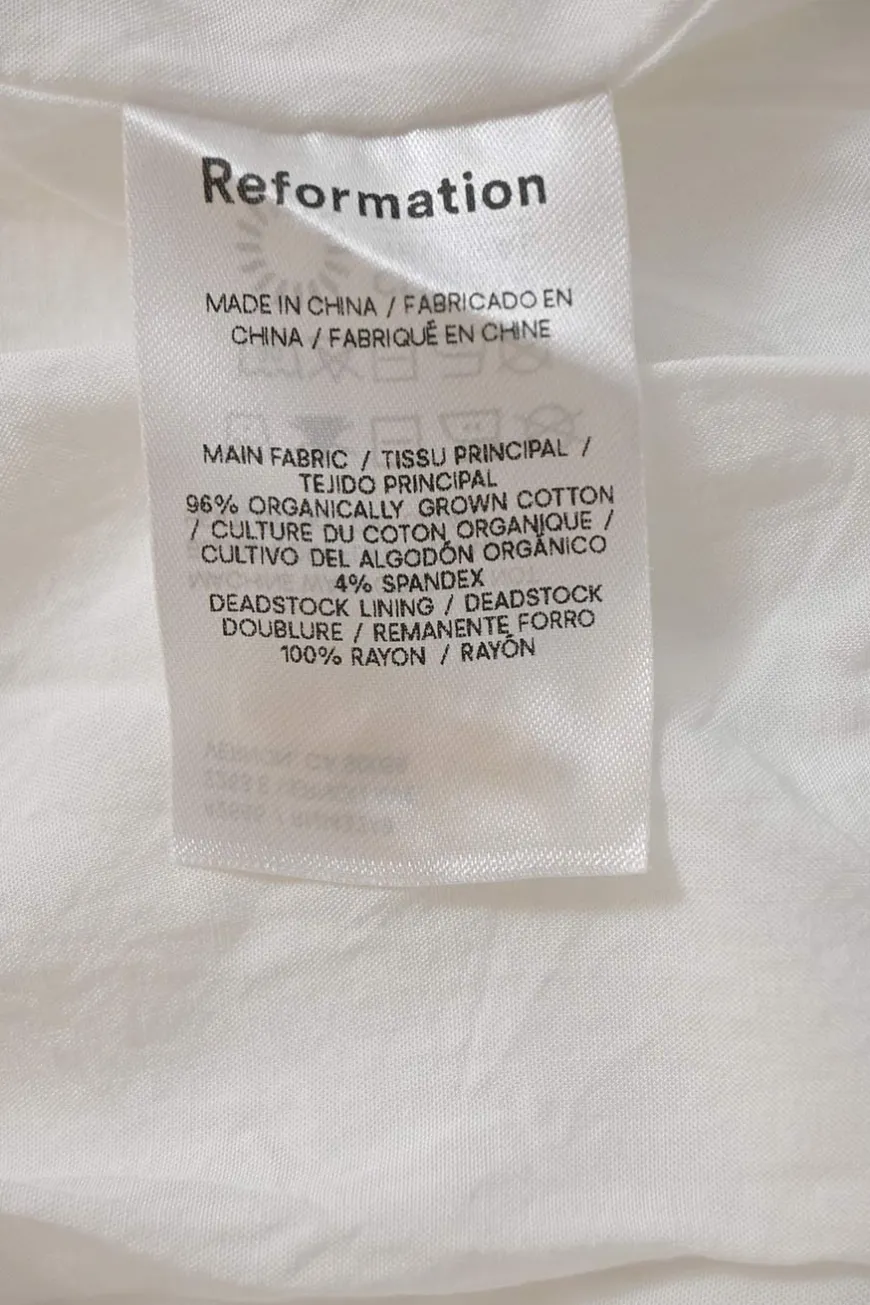 Reformation
MADE IN CHINA / FABRICADO EN
CHINA / FABRIQUÉ EN CHINE
MAIN FABRIC / TISSU PRINCIPAL /
TEJIDO PRINCIPAL
96% ORGANICALLY GROWN COTTON
/ CULTURE DU COTON ORGANIQUE /
CULTIVO DEL ALGODÓN ORGÁNICO
4% SPANDEX
DEADSTOCK LINING / DEADSTOCK
DOUBLURE / REMANENTE FORRO
100% RAYON / RAYÓN